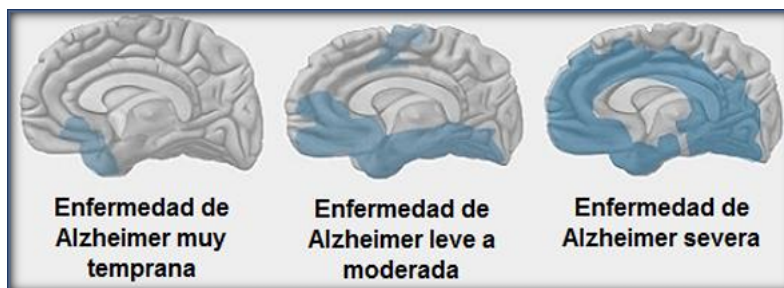 Enfermedad de
Alzheimer muy
temprana
Enfermedad de
Alzheimer leve a
moderada
Enfermedad de
Alzheimer severa